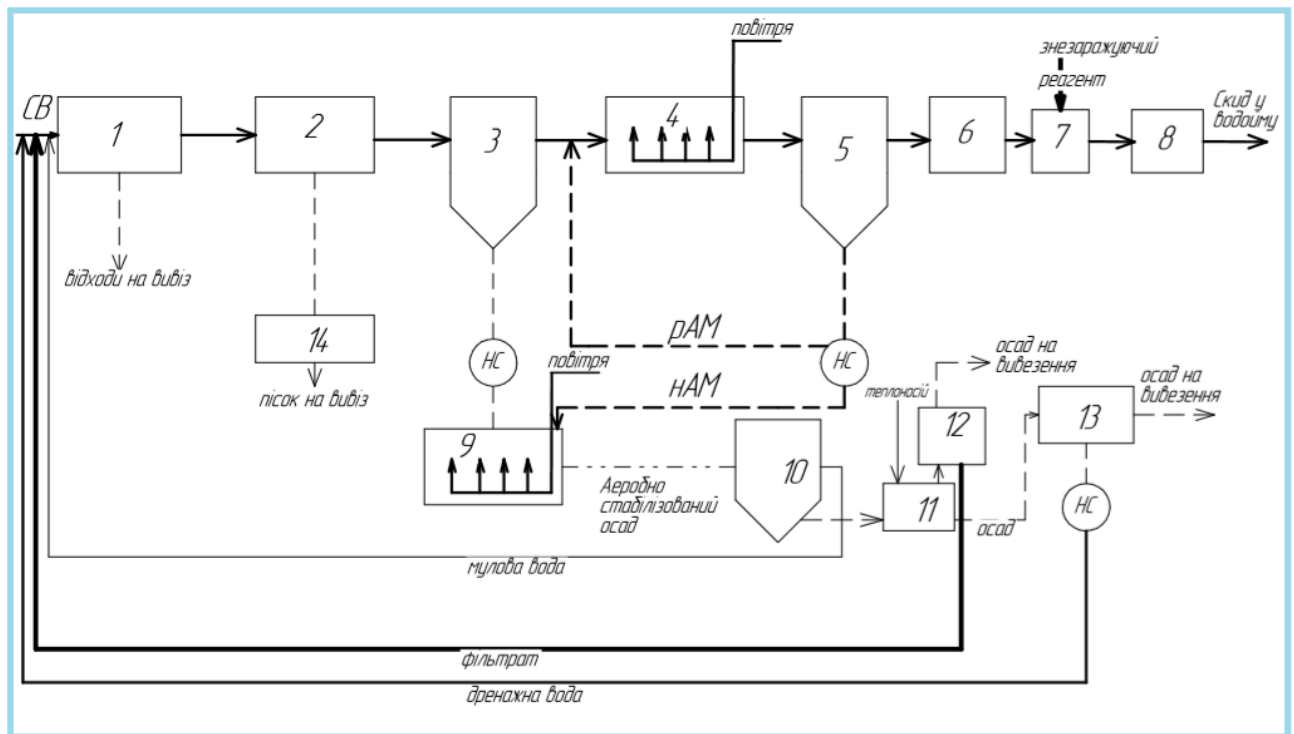 повітря
знезаражуючий
реагент
СВ
1
2
3
4
5
6
7
8
Скид у
водойму
відходи на вивіз
14
пісок на вивіз
НС
рАМ
НС
повітря
нАМ
осад на
вивезення
осад на
вивезення
теплоносій
9
10
12
13
11
Аеробно
стабілізований
осад
осад
НС
мулова вода
фільтрат
дренажна вода